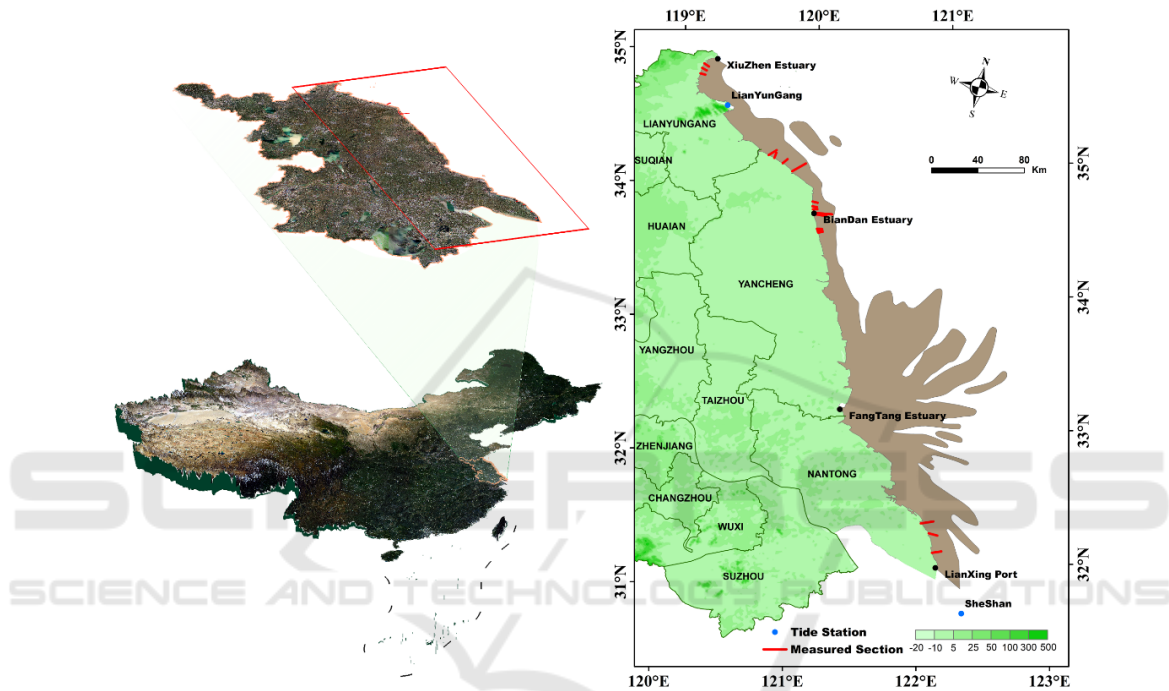 119°E 120°E 121°E
35°N
XiuZhen Estuary
N
W E
S
LianYunGang
LIANYUNGANG
SUQIAN
0 40 80
Km
35°N
34°N
BianDan Estuary
HUAIAN
YANCHENG
34°N
33°N
YANGZHOU
TAIZHOU
FangTang Estuary
33°N
32°N
ZHENJIANG
NANTONG
CHANGZHOU
WUXI
SUZHOU
LianXing Port
32°N
31°N
SheShan
Tide Station
Measured Section
-20 -10 5 25 50 100 300 500
120°E 121°E 122°E 123°E
SCITEPRESS
SCIENCE AND TECHNOLOGY PUBLICATIONS